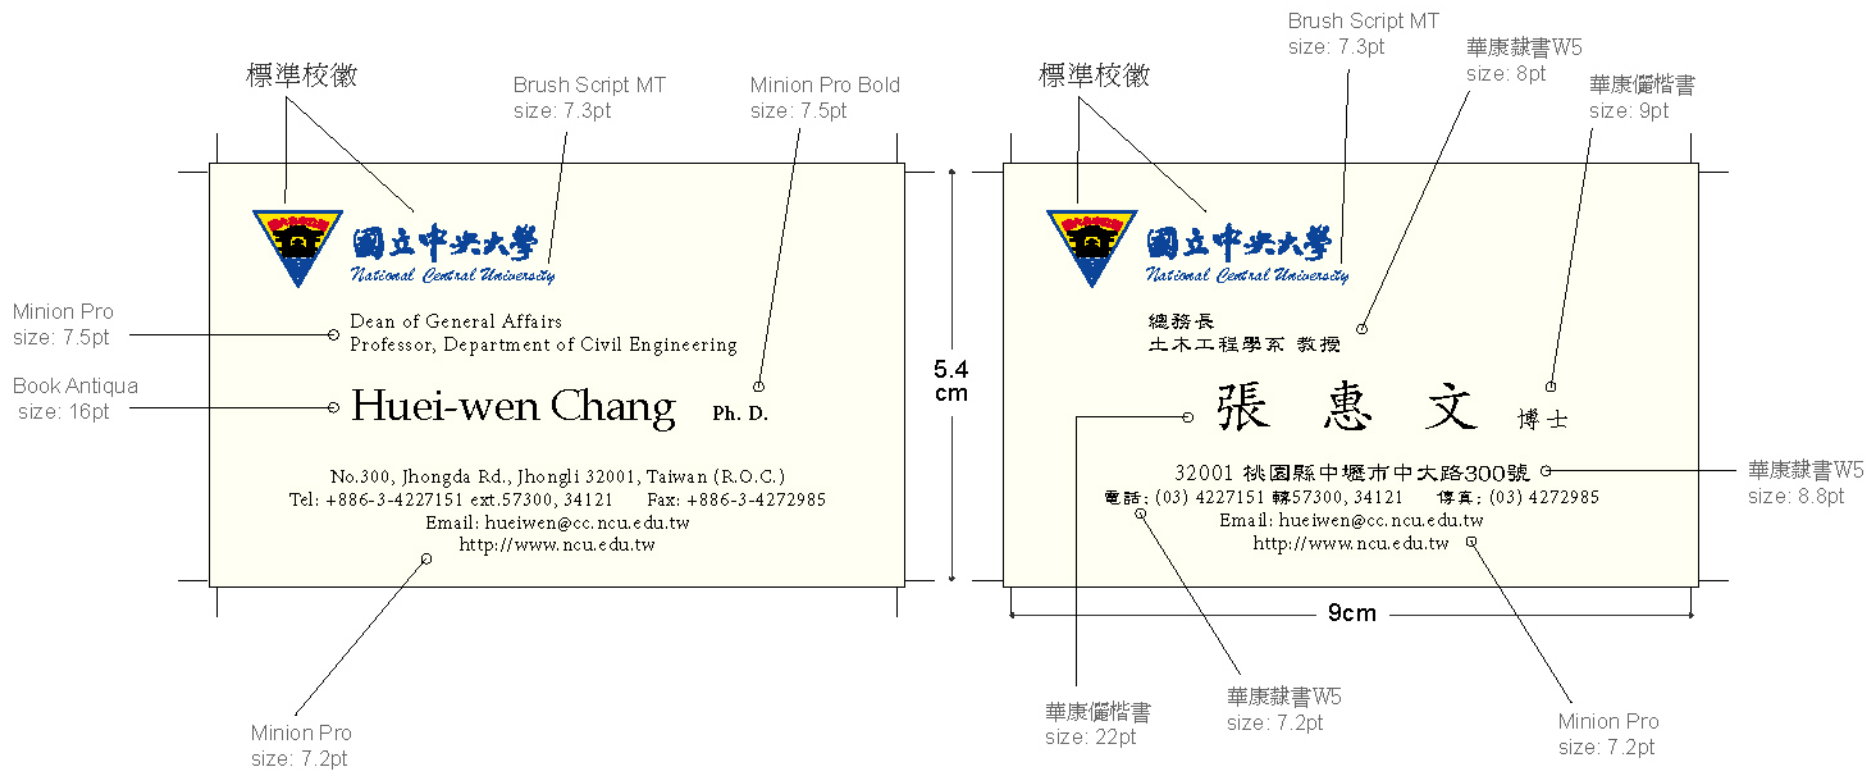 標準校徽
Brush Script MT
size: 7.3pt
Minion Pro Bold
size: 7.5pt
國立中央大學
National Central University
Minion Pro
size: 7.5pt
Dean of General Affairs
Professor, Department of Civil Engineering
Book Antiqua
size: 16pt
Huei-wen Chang Ph. D.
No.300, Jhongda Rd., Jhongli 32001, Taiwan (R.O.C.)
Tel: +886-3-4227151 ext.57300, 34121 Fax: +886-3-4272985
Email: hueiwen@cc.ncu.edu.tw
http://www.ncu.edu.tw
Minion Pro
size: 7.2pt
5.4
cm
標準校徽
Brush Script MT
size: 7.3pt
華康隸書W5
size: 8pt
華康儷楷書
size: 9pt
國立中央大學
National Central University
總務長
土木工程學系 教授
張 惠 文 博士
32001 桃園縣中壢市中大路300號
電話: (03) 4227151 轉57300, 34121 傳真: (03) 4272985
Email: hueiwen@cc.ncu.edu.tw
http://www.ncu.edu.tw
華康隸書W5
size: 8.8pt
9cm
華康儷楷書
size: 22pt
華康隸書W5
size: 7.2pt
Minion Pro
size: 7.2pt